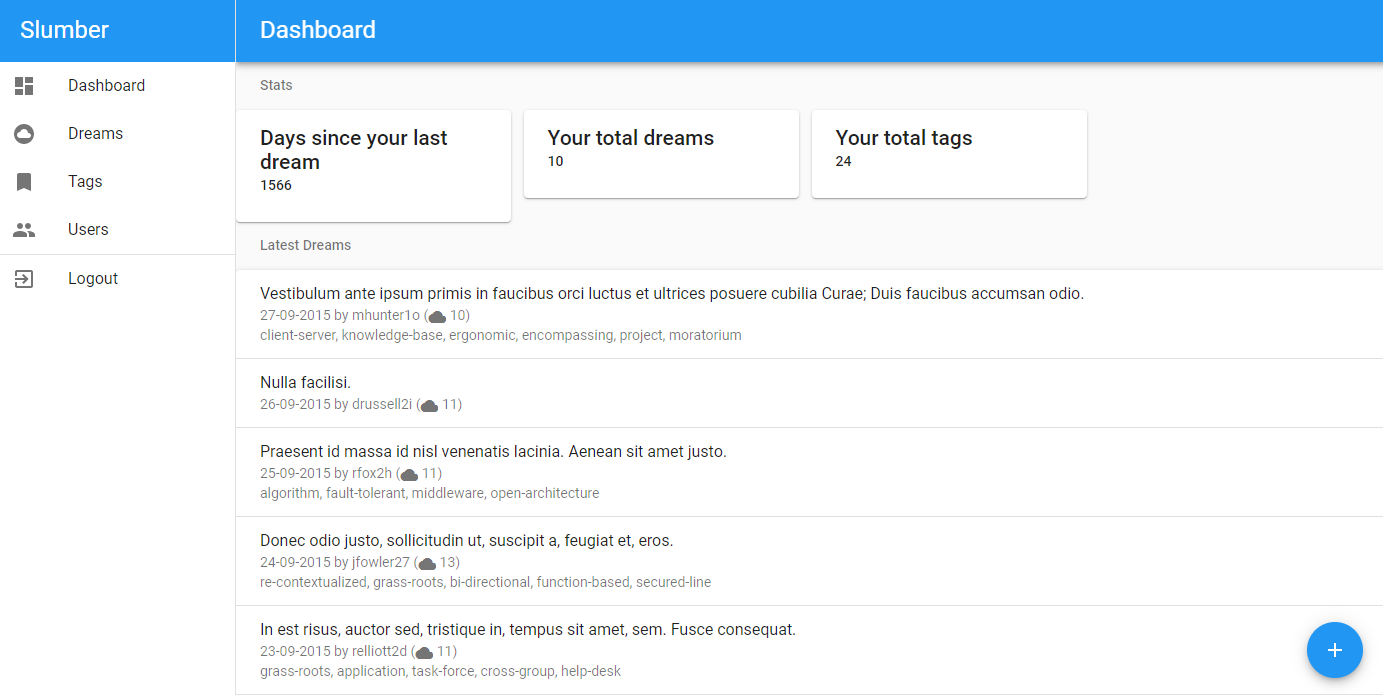 Slumber
Dashboard
Dashboard
Dreams
Tags
Users
Logout
Stats
Days since your last
dream
1566
Your total dreams
10
Your total tags
24
Latest Dreams
Vestibulum ante ipsum primis in faucibus orci luctus et ultrices posuere cubilia Curae; Duis faucibus accumsan odio.
27-09-2015 by mhunter1o ( 10)
client-server, knowledge-base, ergonomic, encompassing, project, moratorium
Nulla facilisi.
26-09-2015 by drussell2i ( 11)
Praesent id massa id nisl venenatis lacinia. Aenean sit amet justo.
25-09-2015 by rfox2h ( 11)
algorithm, fault-tolerant, middleware, open-architecture
Donec odio justo, sollicitudin ut, suscipit a, feugiat et, eros.
24-09-2015 by jfowler27 ( 13)
re-contextualized, grass-roots, bi-directional, function-based, secured-line
In est risus, auctor sed, tristique in, tempus sit amet, sem. Fusce consequat.
23-09-2015 by relliott2d ( 11)
grass-roots, application, task-force, cross-group, help-desk